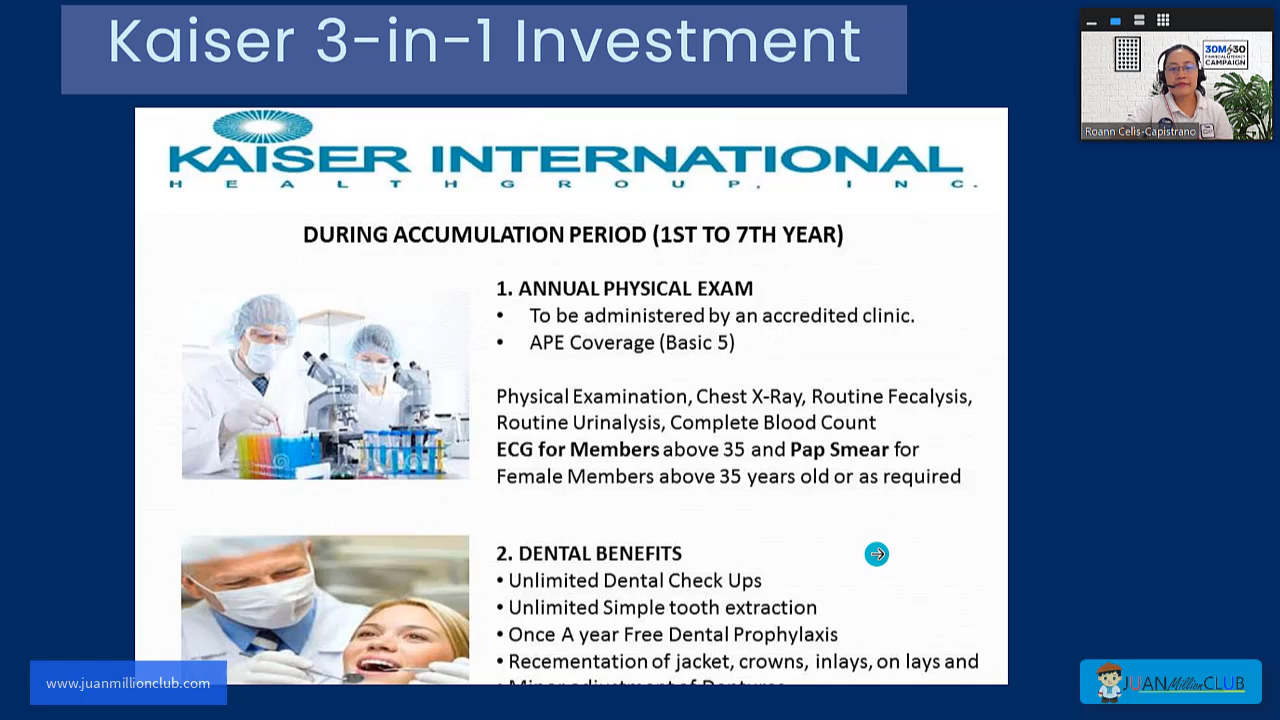 Kaiser 3-in-1 Investment
30M by 30
FINANCIAL LITERACY
CAMPAIGN
Roann Celis-Capistrano
KAISER INTERNATIONAL
HEALTHGROUP, INC.
DURING ACCUMULATION PERIOD (1ST TO 7TH YEAR)
1. ANNUAL PHYSICAL EXAM
• To be administered by an accredited clinic.
• APE Coverage (Basic 5)
Physical Examination, Chest X-Ray, Routine Fecalysis,
Routine Urinalysis, Complete Blood Count
ECG for Members above 35 and Pap Smear for
Female Members above 35 years old or as required
2. DENTAL BENEFITS
• Unlimited Dental Check Ups
• Unlimited Simple tooth extraction
• Once A year Free Dental Prophylaxis
• Recementation of jacket, crowns, inlays, on lays and
• Minor adjustment of Dentures
www.juanmillionclub.com
JUAN Million CLUB